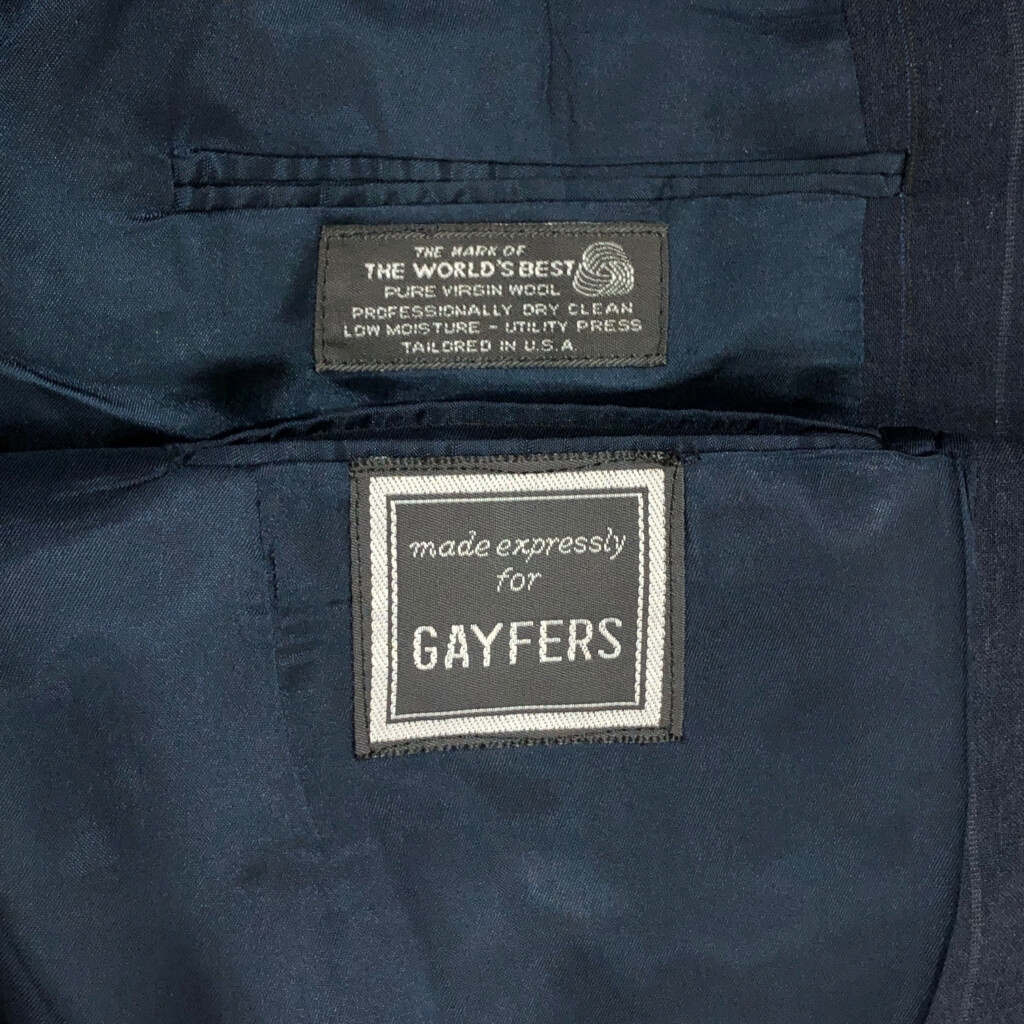 THE MARK OF
THE WORLD'S BEST
PURE VIRGIN WOOL
PROFESSIONALLY DRY CLEAN
LOW MOISTURE - UTILITY PRESS
TAILORED IN U.S.A.
made expressly
for
GAYFERS